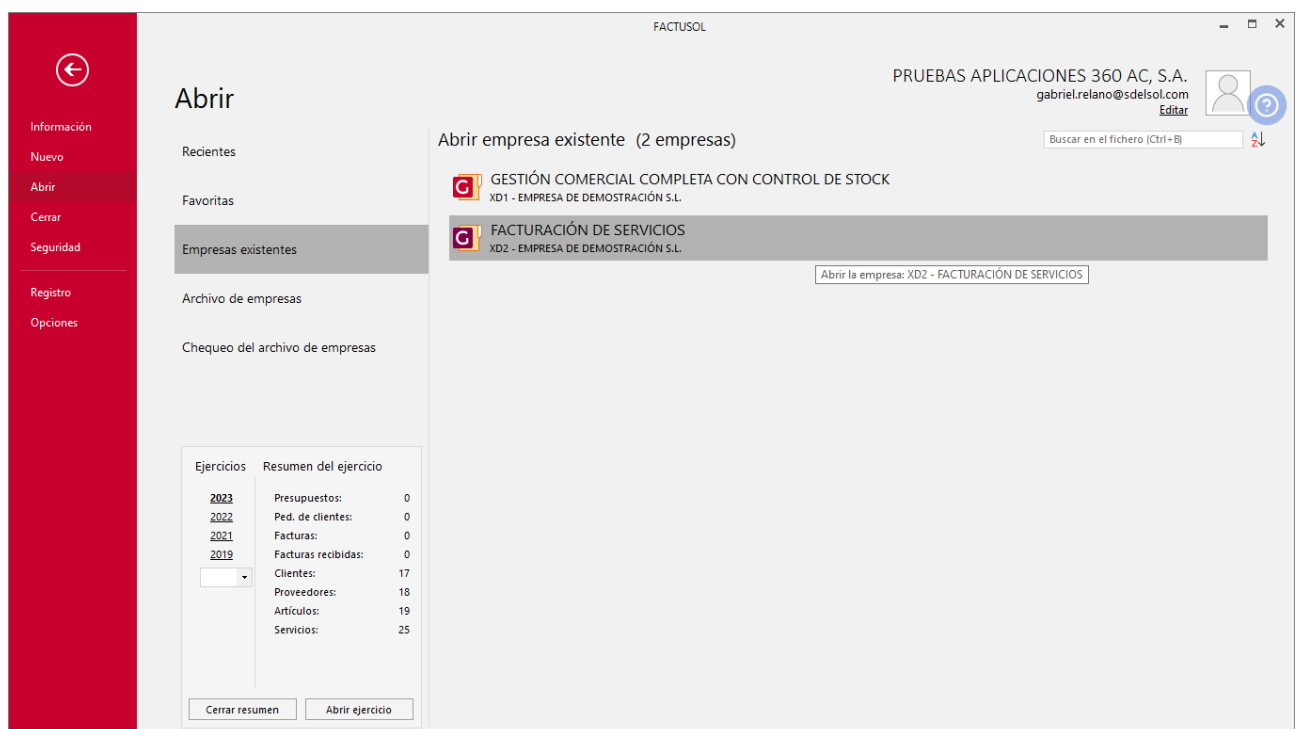 FACTUSOL
Información
Nuevo
Abrir
Cerrar
Seguridad
Registro
Opciones
Abrir
PRUEBAS APLICACIONES 360 AC, S.A.
gabriel.relano@sdelsol.com
Editar
Recientes
Favoritas
Empresas existentes
Archivo de empresas
Chequeo del archivo de empresas
Abrir empresa existente (2 empresas)
Buscar en el fichero (Ctrl+B)
GESTIÓN COMERCIAL COMPLETA CON CONTROL DE STOCK
XD1 - EMPRESA DE DEMOSTRACIÓN S.L.
FACTURACIÓN DE SERVICIOS
XD2 - EMPRESA DE DEMOSTRACIÓN S.L.
Abrir la empresa: XD2 - FACTURACIÓN DE SERVICIOS
Ejercicios Resumen del ejercicio
2023 Presupuestos: 0
2022 Ped. de clientes: 0
2021 Facturas: 0
2019 Facturas recibidas: 0
Clientes: 17
Proveedores: 18
Artículos: 19
Servicios: 25
Cerrar resumen Abrir ejercicio